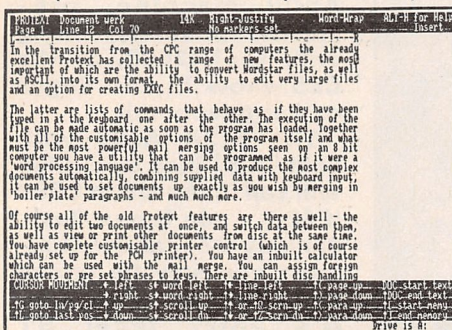 PROTEXT Document werk 14K Right-Justify Word-Wrap ALT-H for Help
Page 1 Line 12 Col 70 No markers set Insert
In the transition from the CPC range of computers the already
excellent Protext has collected a range of new features, the most
important of which are the ability to convert Wordstar files, as well
as ASCII, into its own format, the ability to edit very large files
and an option for creating EXEC files.
The latter are lists of commands that behave as if they have been
typed in at the keyboard one after the other. The execution of the
file can be made automatic as soon as the program has loaded. Together
with all of the customisable options of the program itself and what
must be the most powerful mail merging options seen on an 8 bit
computer you have a utility that can be programmed as if it were a
'word processing language'. It can be used to produce the most complex
documents automatically, combining supplied data with keyboard input,
it can be used to set documents up exactly as you wish by merging in
'boiler plate' paragraphs - and much much more.
Of course all of the old Protext features are there as well - the
ability to edit two documents at once, and switch data between them,
as well as view or print other documents from disc at the same time.
You have complete customisable printer control (which is of course
already set up for the PCW printer). You have an inbuilt calculator
which can be used with the mail merge. You can assign foreign
characters or pre set phrases to keys. There are inbuilt disc handling
CURSOR MOVEMENT left word left line left page up DOC start text
right word right line right page down DOC end text
G goto ln/pg/cl up scroll up or 2 scrn up para up start memy
L goto last pos down scroll dn or 2 scrn dn para dn end memory
Drive is A: